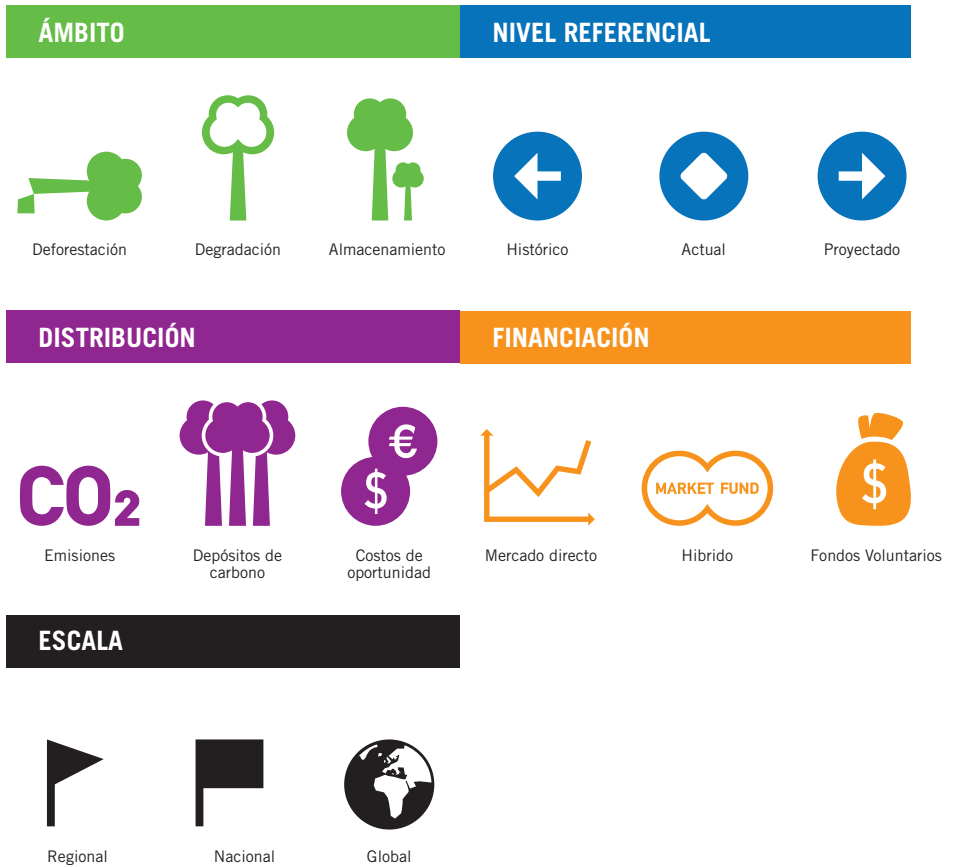 ÁMBITO
NIVEL REFERENCIAL
Deforestación
Degradación
Almacenamiento
Histórico
Actual
Proyectado
DISTRIBUCIÓN
FINANCIACIÓN
CO2
€
$
MARKET FUND
$
Emisiones
Depósitos de
carbono
Costos de
oportunidad
Mercado directo
Hibrido
Fondos Voluntarios
ESCALA
Regional
Nacional
Global